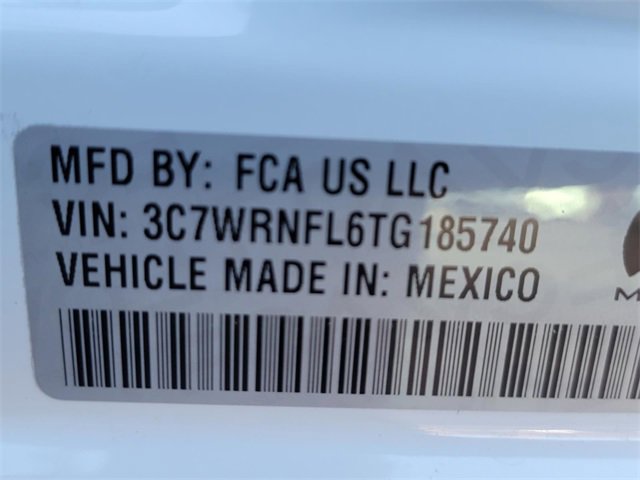 MFD BY: FCA US LLC
VIN: 3C7WRNFL6TG185740
VEHICLE MADE IN: MEXICO